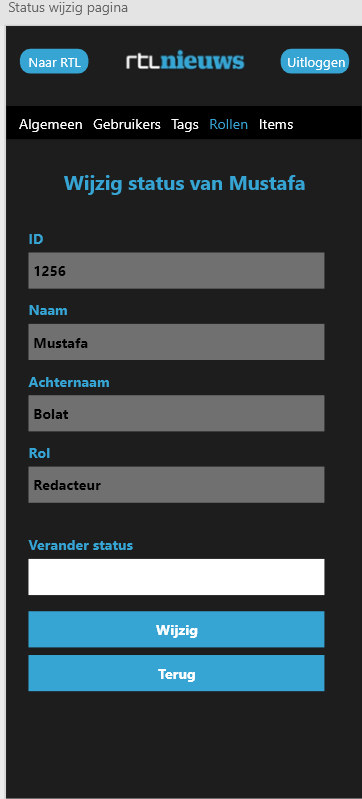 Status wijzig pagina
Naar RTL
rtlnieuws
Uitloggen
Algemeen Gebruikers Tags Rollen Items
Wijzig status van Mustafa
ID
1256
Naam
Mustafa
Achternaam
Bolat
Rol
Redacteur
Verander status
Wijzig
Terug